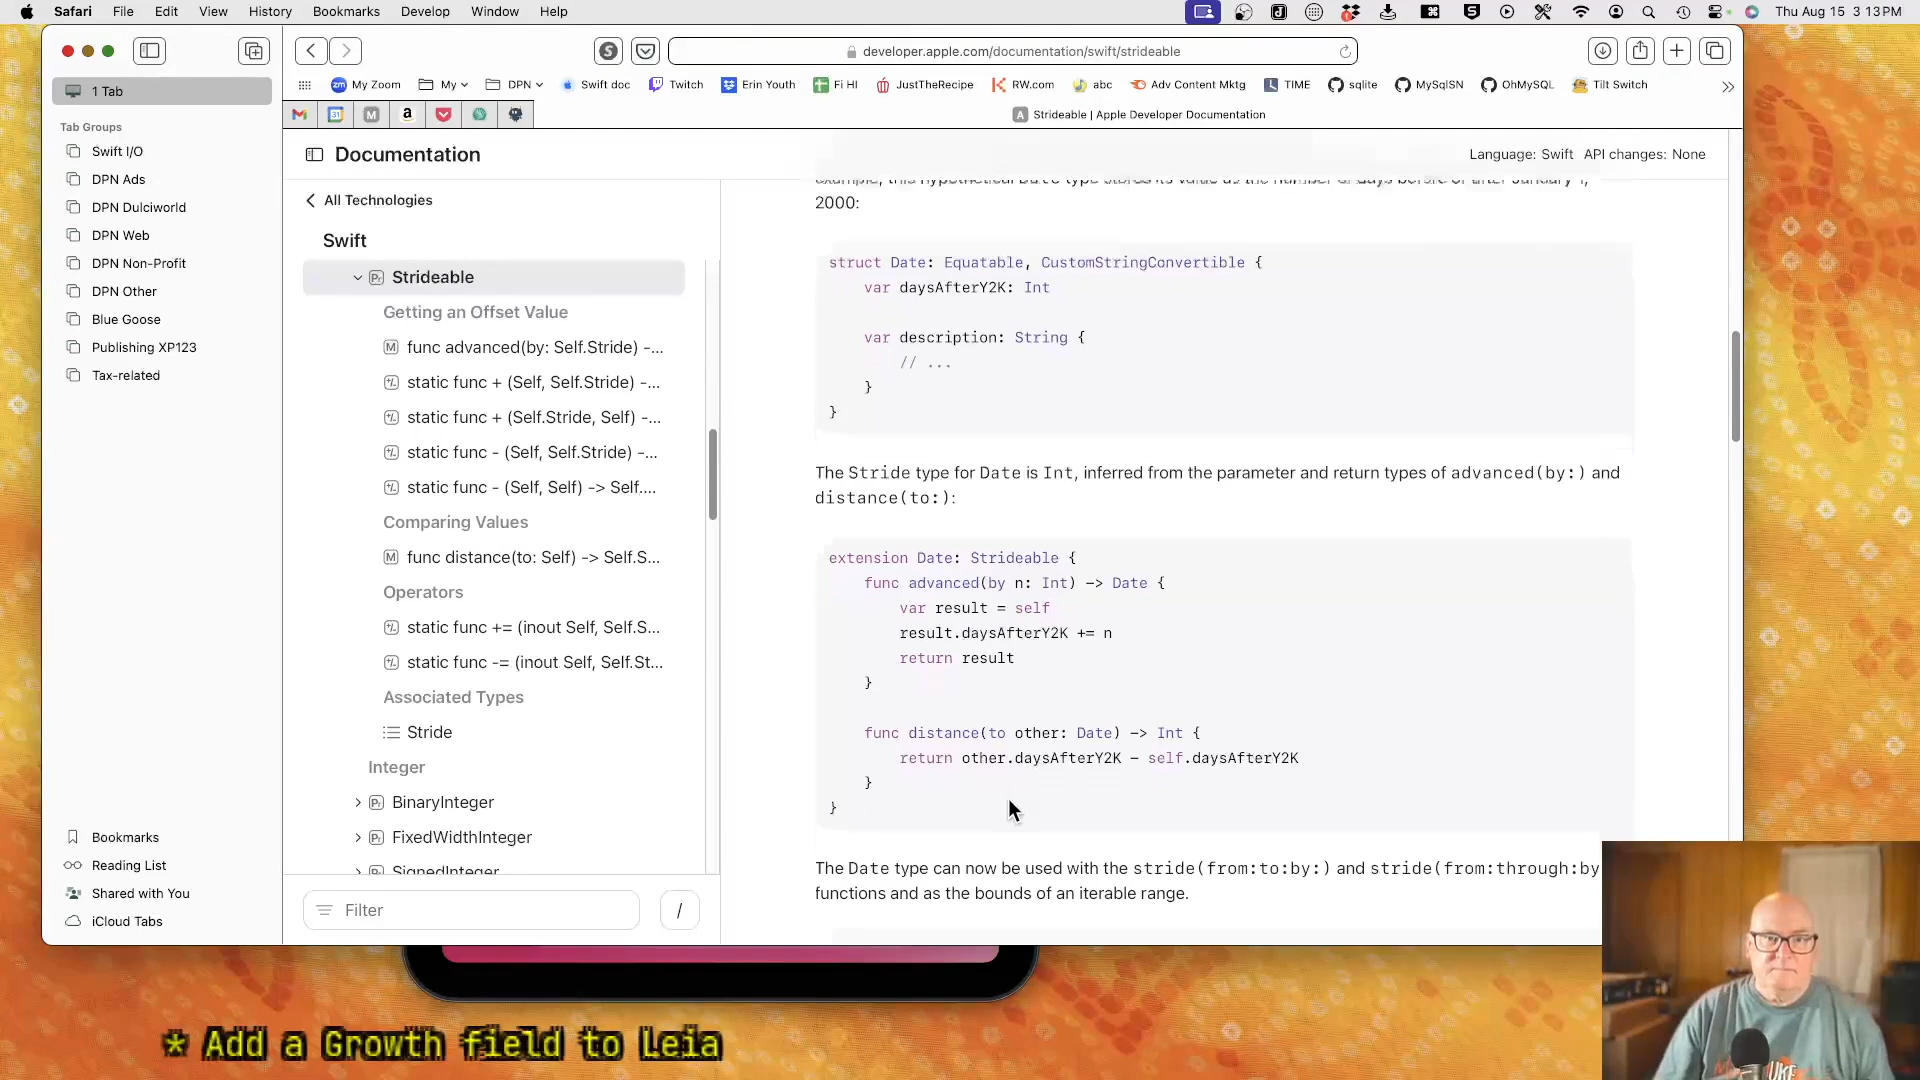 Safari File Edit View History Bookmarks Develop Window Help
Thu Aug 15 3 13 PM
developer.apple.com/documentation/swift/strideable
1 Tab
My Zoom My DPN Swift doc Twitch Erin Youth Fi HI JustTheRecipe RW.com abc Adv Content Mktg TIME sqlite MySqlSN OhMySQL Tilt Switch
Strideable | Apple Developer Documentation
Tab Groups
Swift I/O
DPN Ads
DPN Dulciworld
DPN Web
DPN Non-Profit
DPN Other
Blue Goose
Publishing XP123
Tax-related
Bookmarks
Reading List
Shared with You
iCloud Tabs
Documentation
Language: Swift API changes: None
All Technologies
Swift
Strideable
Getting an Offset Value
func advanced(by: Self.Stride) -...
static func + (Self, Self.Stride) -...
static func + (Self.Stride, Self) -...
static func - (Self, Self.Stride) -...
static func - (Self, Self) -> Self....
Comparing Values
func distance(to: Self) -> Self.S...
Operators
static func += (inout Self, Self.S...
static func -= (inout Self, Self.St...
Associated Types
Stride
Integer
BinaryInteger
FixedWidthInteger
SignedInteger
Filter
/
2000:
struct Date: Equatable, CustomStringConvertible {
var daysAfterY2K: Int
var description: String {
// ...
}
}
The Stride type for Date is Int, inferred from the parameter and return types of advanced(by:) and
distance(to:):
extension Date: Strideable {
func advanced(by n: Int) -> Date {
var result = self
result.daysAfterY2K += n
return result
}
func distance(to other: Date) -> Int {
return other.daysAfterY2K - self.daysAfterY2K
}
}
The Date type can now be used with the stride(from:to:by:) and stride(from:through:by
functions and as the bounds of an iterable range.
* Add a Growth field to Leia